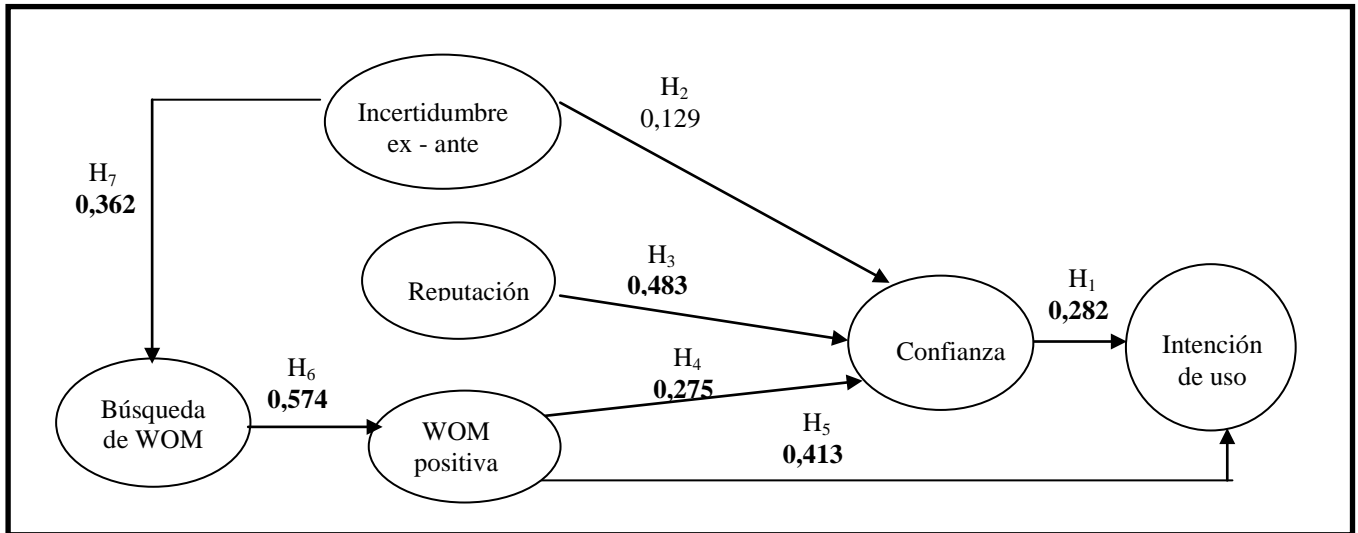 H₂
0,129
Incertidumbre
ex - ante
H₇
0,362
H₃
0,483
Reputación
H₁
0,282
Confianza
Intención
de uso
H₄
0,275
H₆
0,574
Búsqueda
de WOM
WOM
positiva
H₅
0,413